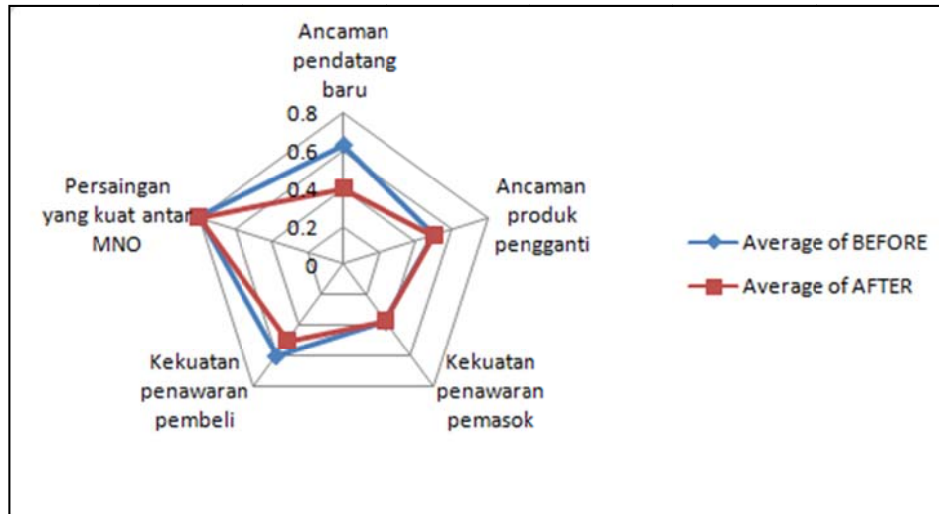 Ancaman
pendatang
baru
0.8
0.6
0.4
0.2
0
Ancaman
produk
pengganti
Kekuatan
penawaran
pemasok
Kekuatan
penawaran
pembeli
Persaingan
yang kuat antar
MNO
Average of BEFORE
Average of AFTER